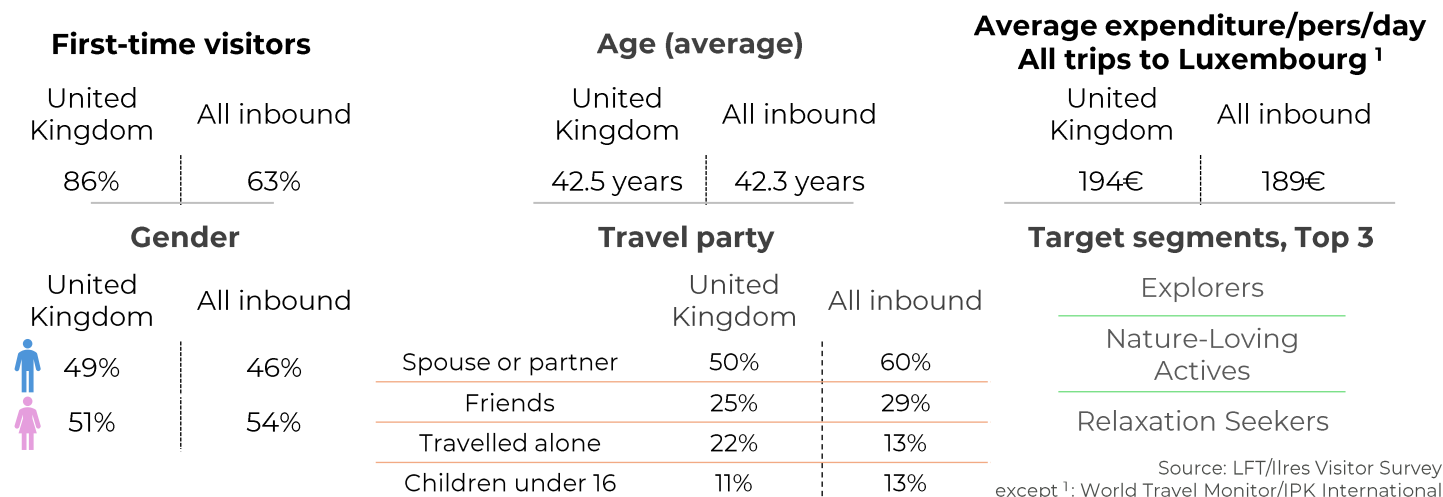 First-time visitors
United
Kingdom
All inbound
86%
63%
Age (average)
United
Kingdom
All inbound
42.5 years
42.3 years
Average expenditure/pers/day
All trips to Luxembourg ¹
United
Kingdom
All inbound
194€
189€
Gender
United
Kingdom
All inbound
49%
46%
51%
54%
Travel party
United
Kingdom
All inbound
Spouse or partner 50% 60%
Friends 25% 29%
Travelled alone 22% 13%
Children under 16 11% 13%
Target segments, Top 3
Explorers
Nature-Loving
Actives
Relaxation Seekers
Source: LFT/Ilres Visitor Survey
except ¹: World Travel Monitor/IPK International